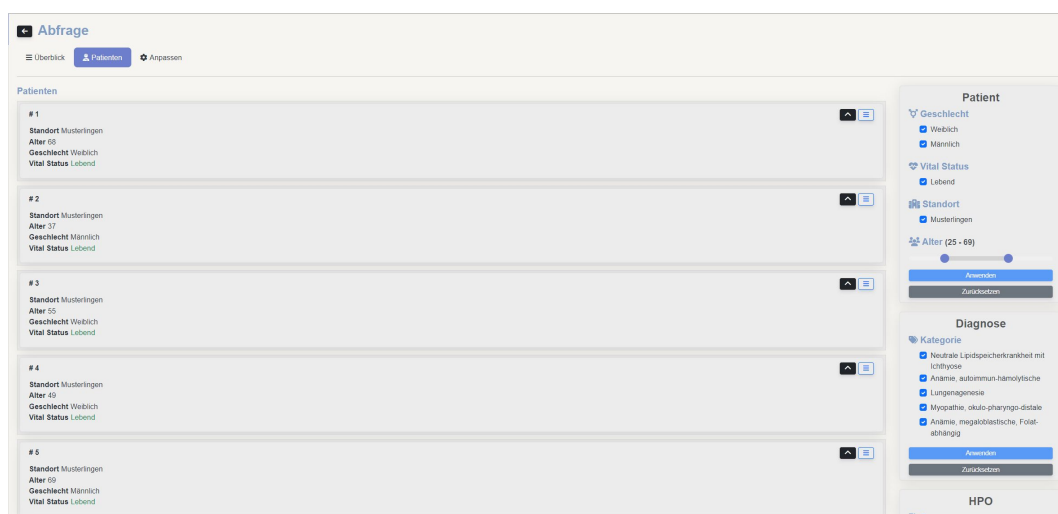 Abfrage
Überblick
Patienten
Anpassen
Patienten
# 1
Standort Musterlingen
Alter 68
Geschlecht Weiblich
Vital Status Lebend
# 2
Standort Musterlingen
Alter 37
Geschlecht Männlich
Vital Status Lebend
# 3
Standort Musterlingen
Alter 55
Geschlecht Weiblich
Vital Status Lebend
# 4
Standort Musterlingen
Alter 49
Geschlecht Weiblich
Vital Status Lebend
# 5
Standort Musterlingen
Alter 69
Geschlecht Männlich
Vital Status Lebend
Patient
Geschlecht
Weiblich
Männlich
Vital Status
Lebend
Standort
Musterlingen
Alter (25 - 69)
Anwenden
Zurücksetzen
Diagnose
Kategorie
Neutrale Lipidspeicherkrankheit mit
Ichthyose
Anämie, autoimmun-hämolytische
Lungenagenesie
Myopathie, okulo-pharyngo-distale
Anämie, megaloblastische, Folat-
abhängig
Anwenden
Zurücksetzen
HPO